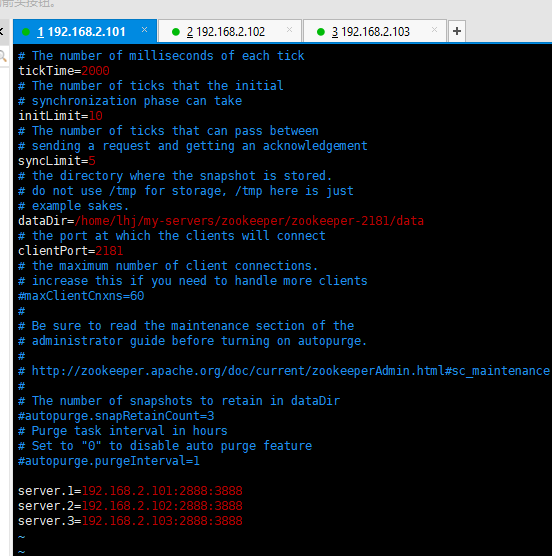 箭头按钮。
1 192.168.2.101
2 192.168.2.102
3 192.168.2.103
# The number of milliseconds of each tick
tickTime=2000
# The number of ticks that the initial
# synchronization phase can take
initLimit=10
# The number of ticks that can pass between
# sending a request and getting an acknowledgement
syncLimit=5
# the directory where the snapshot is stored.
# do not use /tmp for storage, /tmp here is just
# example sakes.
dataDir=/home/lhj/my-servers/zookeeper/zookeeper-2181/data
# the port at which the clients will connect
clientPort=2181
# the maximum number of client connections.
# increase this if you need to handle more clients
#maxClientCnxns=60
#
# Be sure to read the maintenance section of the
# administrator guide before turning on autopurge.
#
# http://zookeeper.apache.org/doc/current/zookeeperAdmin.html#sc_maintenance
#
# The number of snapshots to retain in dataDir
#autopurge.snapRetainCount=3
# Purge task interval in hours
# Set to "0" to disable auto purge feature
#autopurge.purgeInterval=1
server.1=192.168.2.101:2888:3888
server.2=192.168.2.102:2888:3888
server.3=192.168.2.103:2888:3888
~
~